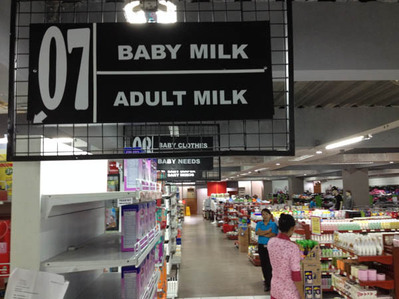 07
BABY MILK
ADULT MILK
BABY CLOTHES
BABY NEEDS